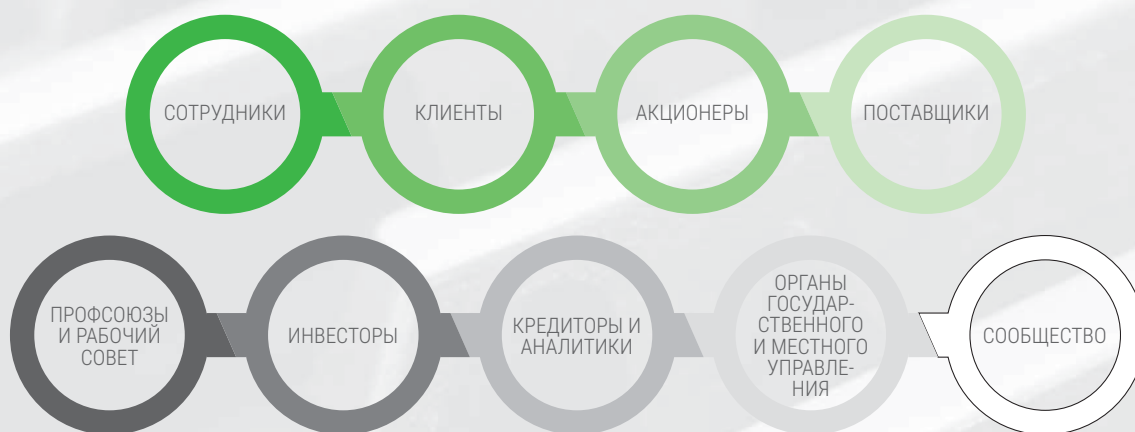 СОТРУДНИКИ
КЛИЕНТЫ
АКЦИОНЕРЫ
ПОСТАВЩИКИ
ПРОФСОЮЗЫ
И РАБОЧИЙ
СОВЕТ
ИНВЕСТОРЫ
КРЕДИТОРЫ И
АНАЛИТИКИ
ОРГАНЫ
ГОСУДАР-
СТВЕННОГО
И МЕСТНОГО
УПРАВЛЕ-
НИЯ
СООБЩЕСТВО